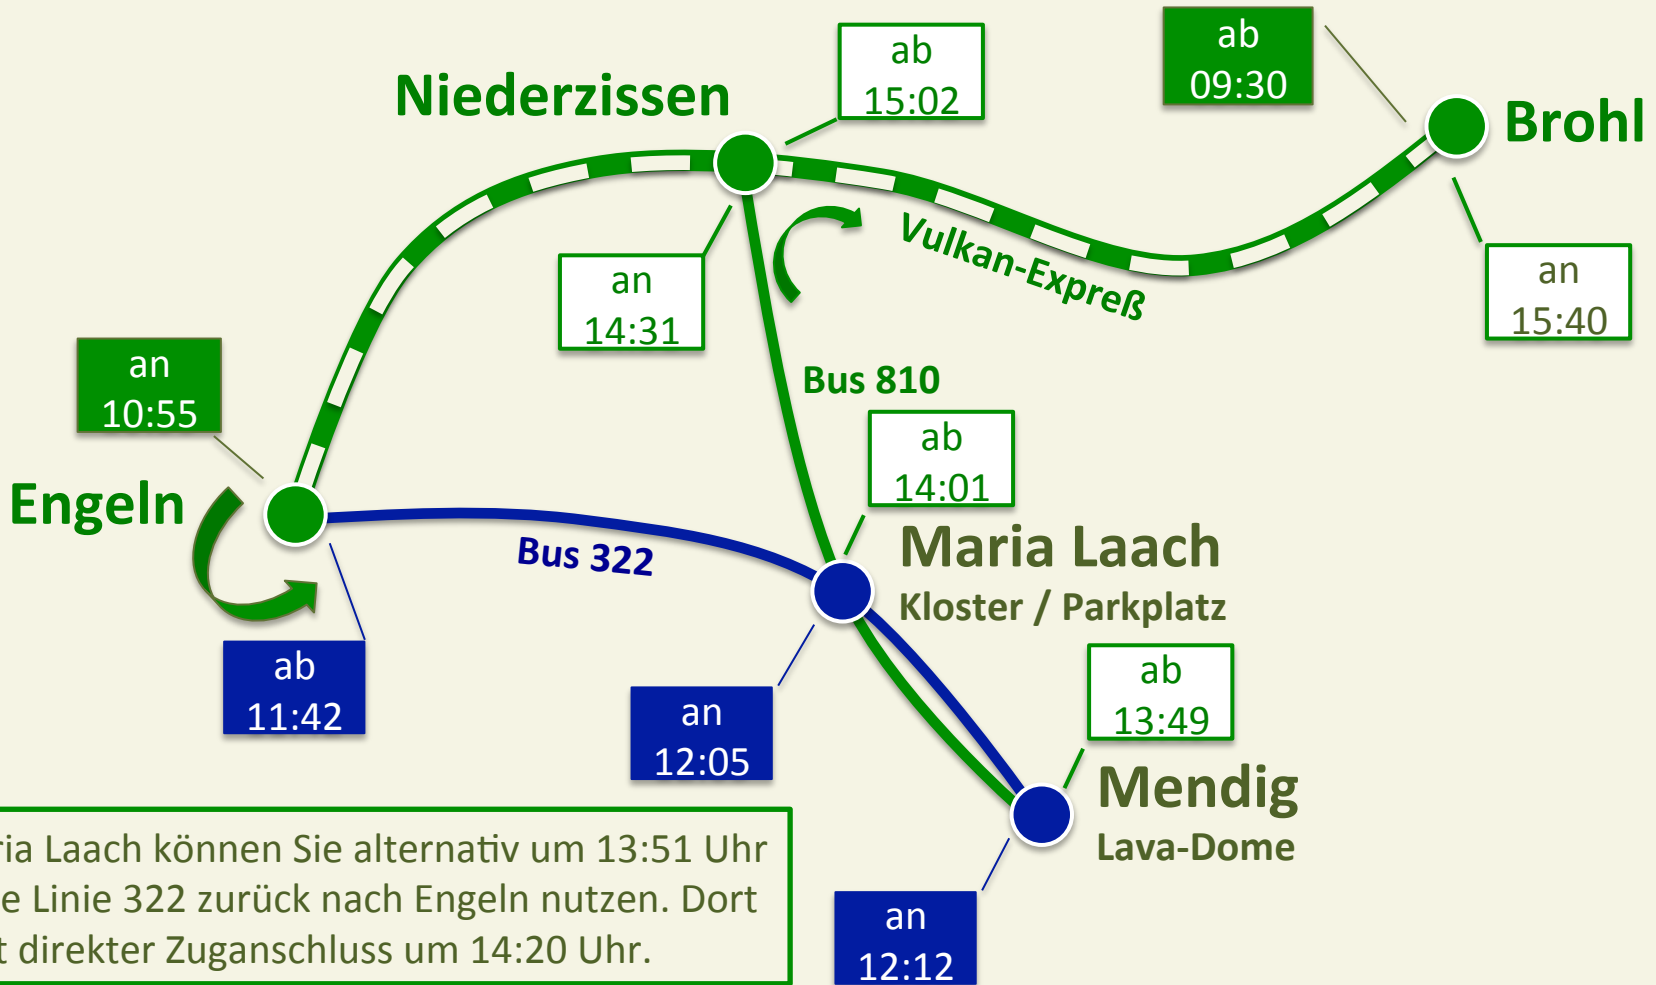 ab
09:30
Brohl
ab
15:02
Niederzissen
an
14:31
Vulkan-Expreß
an
15:40
an
10:55
Engeln
Bus 810
ab
14:01
Bus 322
Maria Laach
Kloster / Parkplatz
ab
11:42
an
12:05
ab
13:49
Mendig
Lava-Dome
an
12:12
Laach können Sie alternativ um 13:51 Uhr
Linie 322 zurück nach Engeln nutzen. Dort
direkter Zuganschluss um 14:20 Uhr.